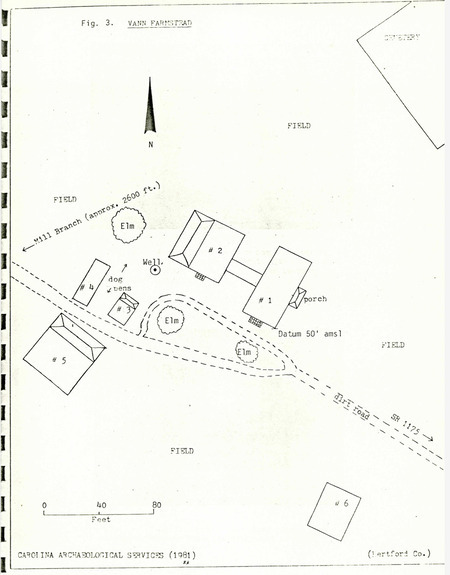 Fig. 3. VANN FARMSTEAD
CEMETERY
FIELD
N
FIELD
Mill Branch (approx. 2600 ft.)
Elm
# 2
Well
dog pens
# 4
# 3
# 1
porch
Elm
Datum 50' amsl
Elm
# 5
FIELD
dirt road
SR 1175
FIELD
# 6
0 40 80
Feet
CAROLINA ARCHAEOLOGICAL SERVICES (1981)
(Hertford Co.)